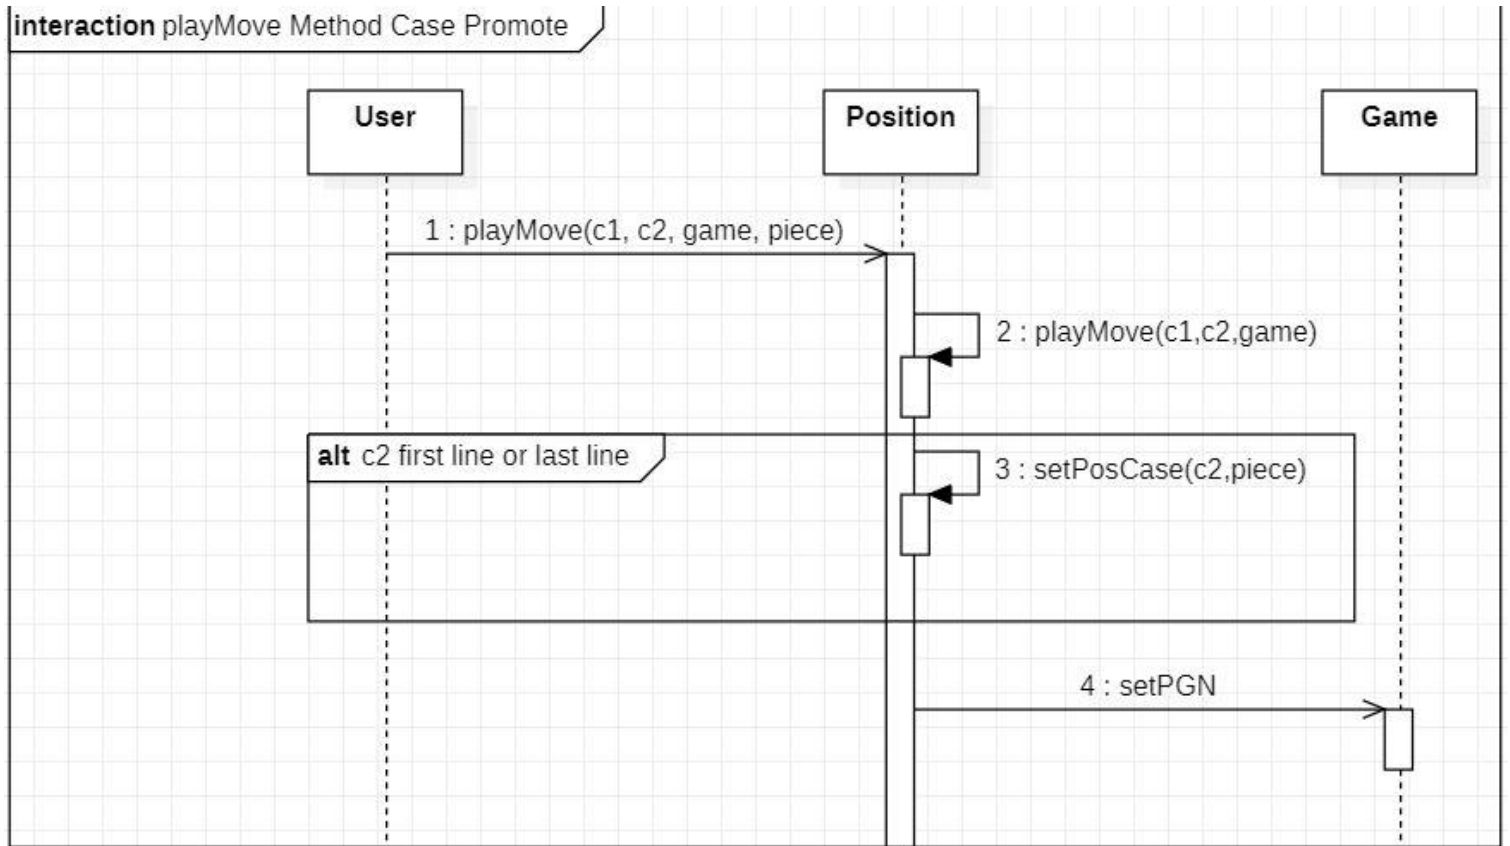 interaction playMove Method Case Promote
User
Position
Game
1 : playMove(c1, c2, game, piece)
2 : playMove(c1,c2,game)
alt c2 first line or last line
3 : setPosCase(c2,piece)
4 : setPGN